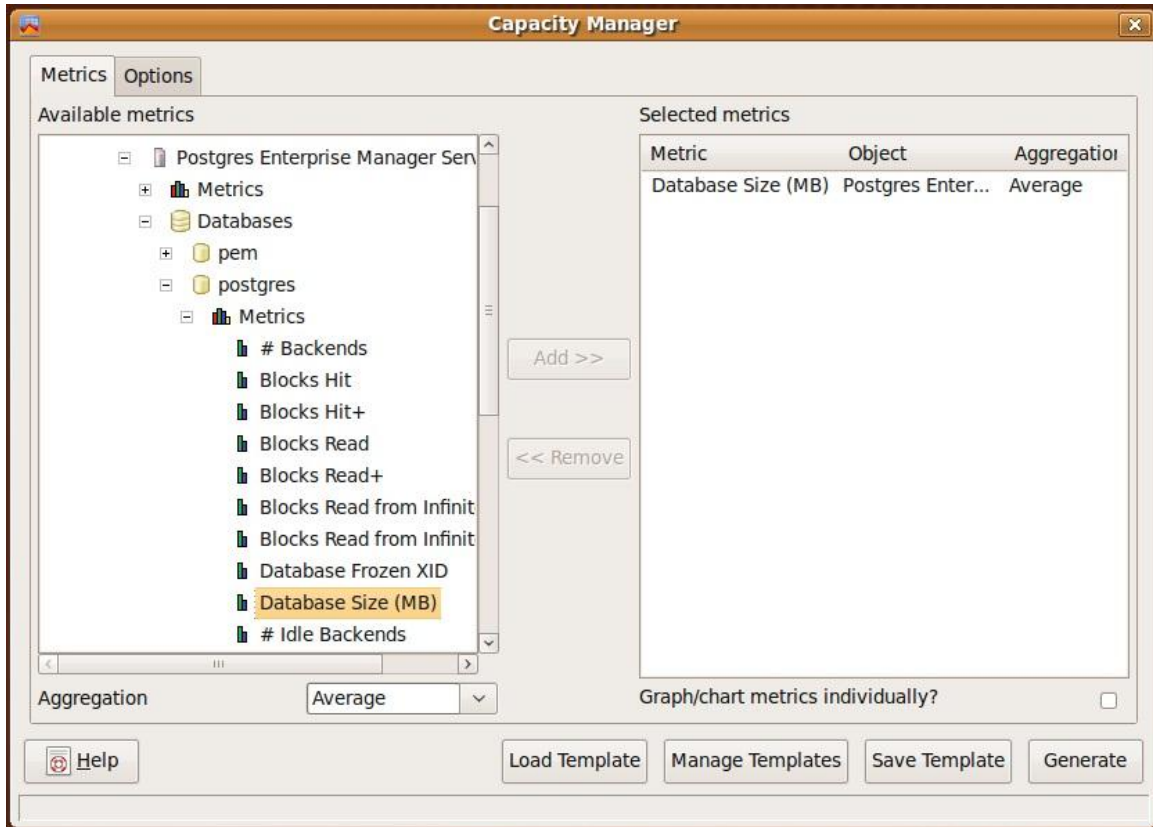 Capacity Manager
Metrics Options
Available metrics
Postgres Enterprise Manager Serv
Metrics
Databases
pem
postgres
Metrics
# Backends
Blocks Hit
Blocks Hit+
Blocks Read
Blocks Read+
Blocks Read from Infinit
Blocks Read from Infinit
Database Frozen XID
Database Size (MB)
# Idle Backends
Aggregation Average
Add >>
<< Remove
Selected metrics
Metric Object Aggregation
Database Size (MB) Postgres Enter... Average
Graph/chart metrics individually?
Help Load Template Manage Templates Save Template Generate